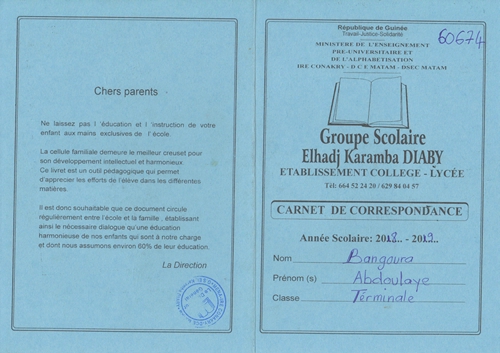 Chers parents
Ne laissez pas l 'éducation et l 'instruction de votre
enfant aux mains exclusives de l' école.
La cellule familiale demeure le meilleur creuset pour
son développement intellectuel et harmonieux.
Ce livret est un outil pédagogique qui permet
d'apprecier les efforts de l'élève dans les différentes
matières.
Il est donc souhaitable que ce document circule
régulièrement entre l'école et la famille , établissant
ainsi le nécessaire dialogue qu'une éducation
harmonieuse de nos enfants qui sont à notre charge
et dont nous assumons environ 60% de leur éducation.
La Direction
République de Guinée
Travail-Justice-Solidarité
60674
MINISTERE DE L'ENSEIGNEMENT
PRE-UNIVERSITAIRE ET
DE L'ALPHABETISATION
IRE CONAKRY - D C E MATAM - DSEC MATAM
Groupe Scolaire
Elhadj Karamba DIABY
ETABLISSEMENT COLLEGE - LYCÉE
Tél: 664 52 24 20 / 629 84 04 57
CARNET DE CORRESPONDANCE
Année Scolaire: 2018.. - 2019..
Nom Bangoura
Prénom (s) Abdoulaye
Classe Terminale